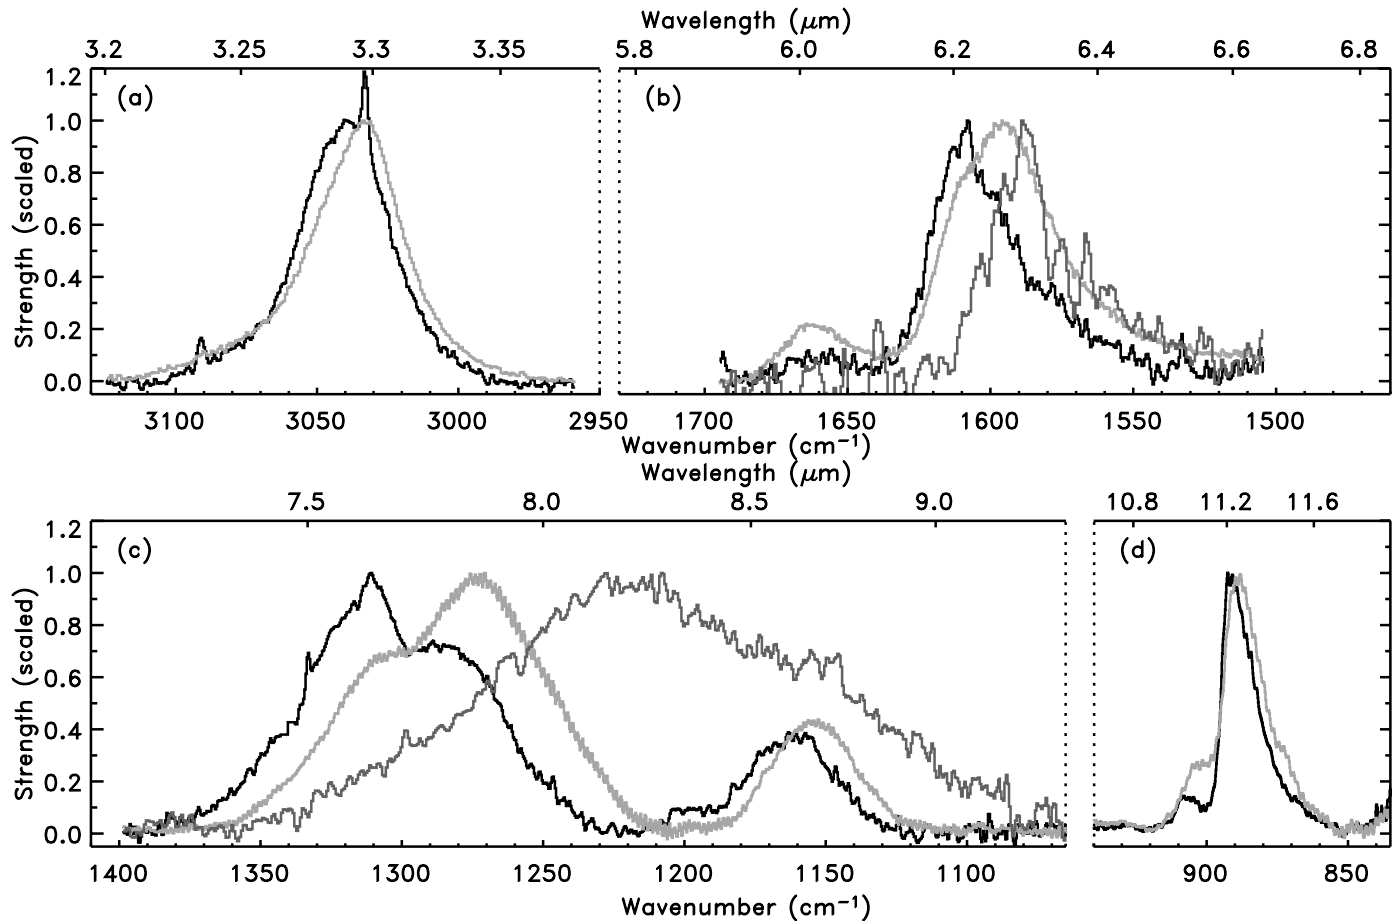 Wavelength (μm)
3.2 3.25 3.3 3.35 5.8 6.0 6.2 6.4 6.6 6.8
(a) (b)
1.2
1.0
0.8
0.6
0.4
0.2
0.0
Strength (scaled)
3100 3050 3000 2950 1700 1650 1600 1550 1500
Wavenumber (cm⁻¹)
Wavelength (μm)
7.5 8.0 8.5 9.0 10.8 11.2 11.6
(c) (d)
1.2
1.0
0.8
0.6
0.4
0.2
0.0
Strength (scaled)
1400 1350 1300 1250 1200 1150 1100 900 850
Wavenumber (cm⁻¹)